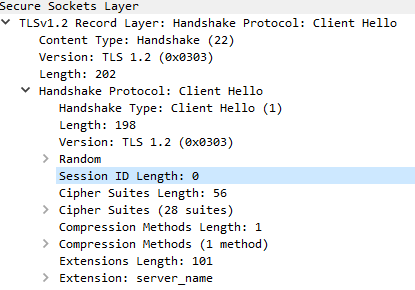 Secure Sockets Layer
TLSv1.2 Record Layer: Handshake Protocol: Client Hello
Content Type: Handshake (22)
Version: TLS 1.2 (0x0303)
Length: 202
Handshake Protocol: Client Hello
Handshake Type: Client Hello (1)
Length: 198
Version: TLS 1.2 (0x0303)
Random
Session ID Length: 0
Cipher Suites Length: 56
Cipher Suites (28 suites)
Compression Methods Length: 1
Compression Methods (1 method)
Extensions Length: 101
Extension: server_name